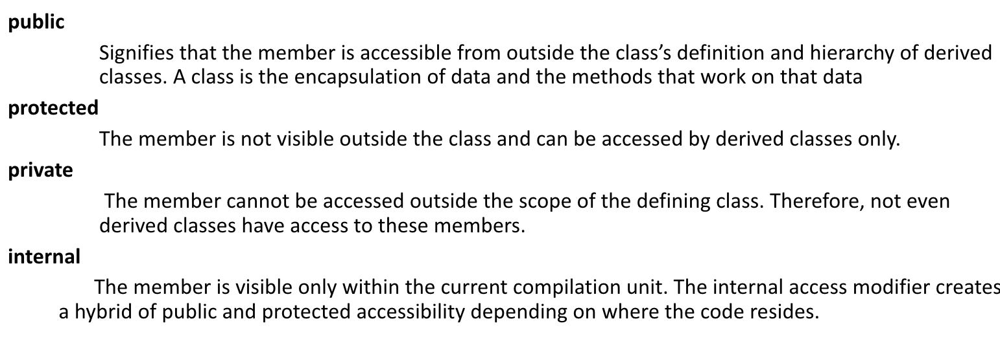 public
Signifies that the member is accessible from outside the class’s definition and hierarchy of derived
classes. A class is the encapsulation of data and the methods that work on that data
protected
The member is not visible outside the class and can be accessed by derived classes only.
private
The member cannot be accessed outside the scope of the defining class. Therefore, not even
derived classes have access to these members.
internal
The member is visible only within the current compilation unit. The internal access modifier creates
a hybrid of public and protected accessibility depending on where the code resides.